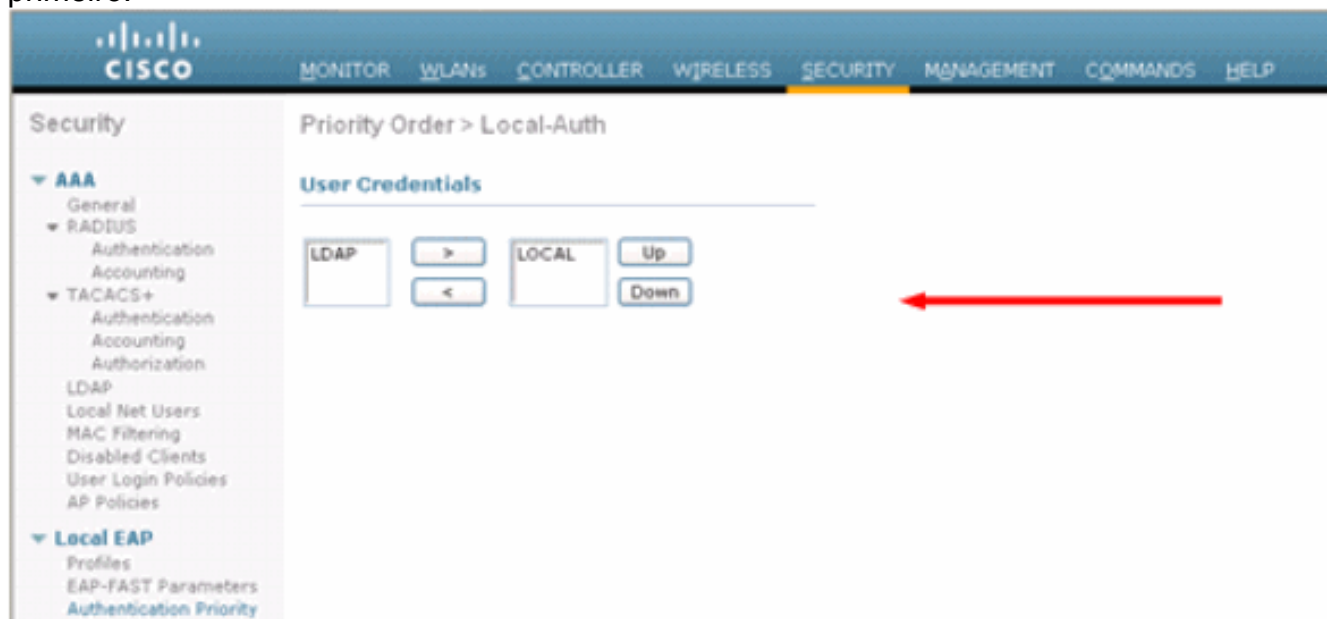 primeiro.
CISCO
MONITOR WLANs CONTROLLER WIRELESS SECURITY MANAGEMENT COMMANDS HELP
Security
AAA
General
RADIUS
Authentication
Accounting
TACACS+
Authentication
Accounting
Authorization
LDAP
Local Net Users
MAC Filtering
Disabled Clients
User Login Policies
AP Policies
Local EAP
Profiles
EAP-FAST Parameters
Authentication Priority
Priority Order > Local-Auth
User Credentials
LDAP > LOCAL Up
< Down